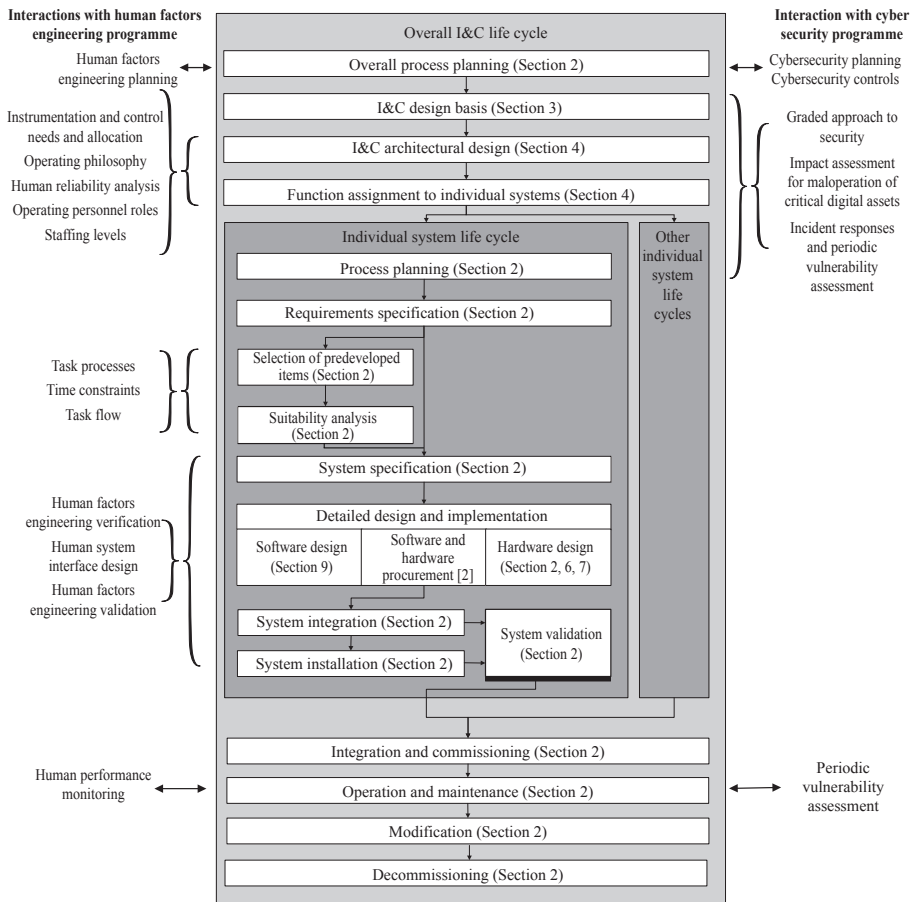 Interactions with human factors
engineering programme
Human factors
engineering planning
Instrumentation and control
needs and allocation
Operating philosophy
Human reliability analysis
Operating personnel roles
Staffing levels
Task processes
Time constraints
Task flow
Human factors
engineering verification
Human system
interface design
Human factors
engineering validation
Human performance
monitoring
Overall I&C life cycle
Overall process planning (Section 2)
I&C design basis (Section 3)
I&C architectural design (Section 4)
Function assignment to individual systems (Section 4)
Individual system life cycle
Process planning (Section 2)
Requirements specification (Section 2)
Selection of predeveloped
items (Section 2)
Suitability analysis
(Section 2)
System specification (Section 2)
Detailed design and implementation
Software design
(Section 9)
Software and
hardware
procurement [2]
Hardware design
(Section 2, 6, 7)
System integration (Section 2)
System installation (Section 2)
System validation
(Section 2)
Other
individual
system
life
cycles
Integration and commissioning (Section 2)
Operation and maintenance (Section 2)
Modification (Section 2)
Decommissioning (Section 2)
Interaction with cyber
security programme
Cybersecurity planning
Cybersecurity controls
Graded approach to
security
Impact assessment
for maloperation of
critical digital assets
Incident responses
and periodic
vulnerability
assessment
Periodic
vulnerability
assessment